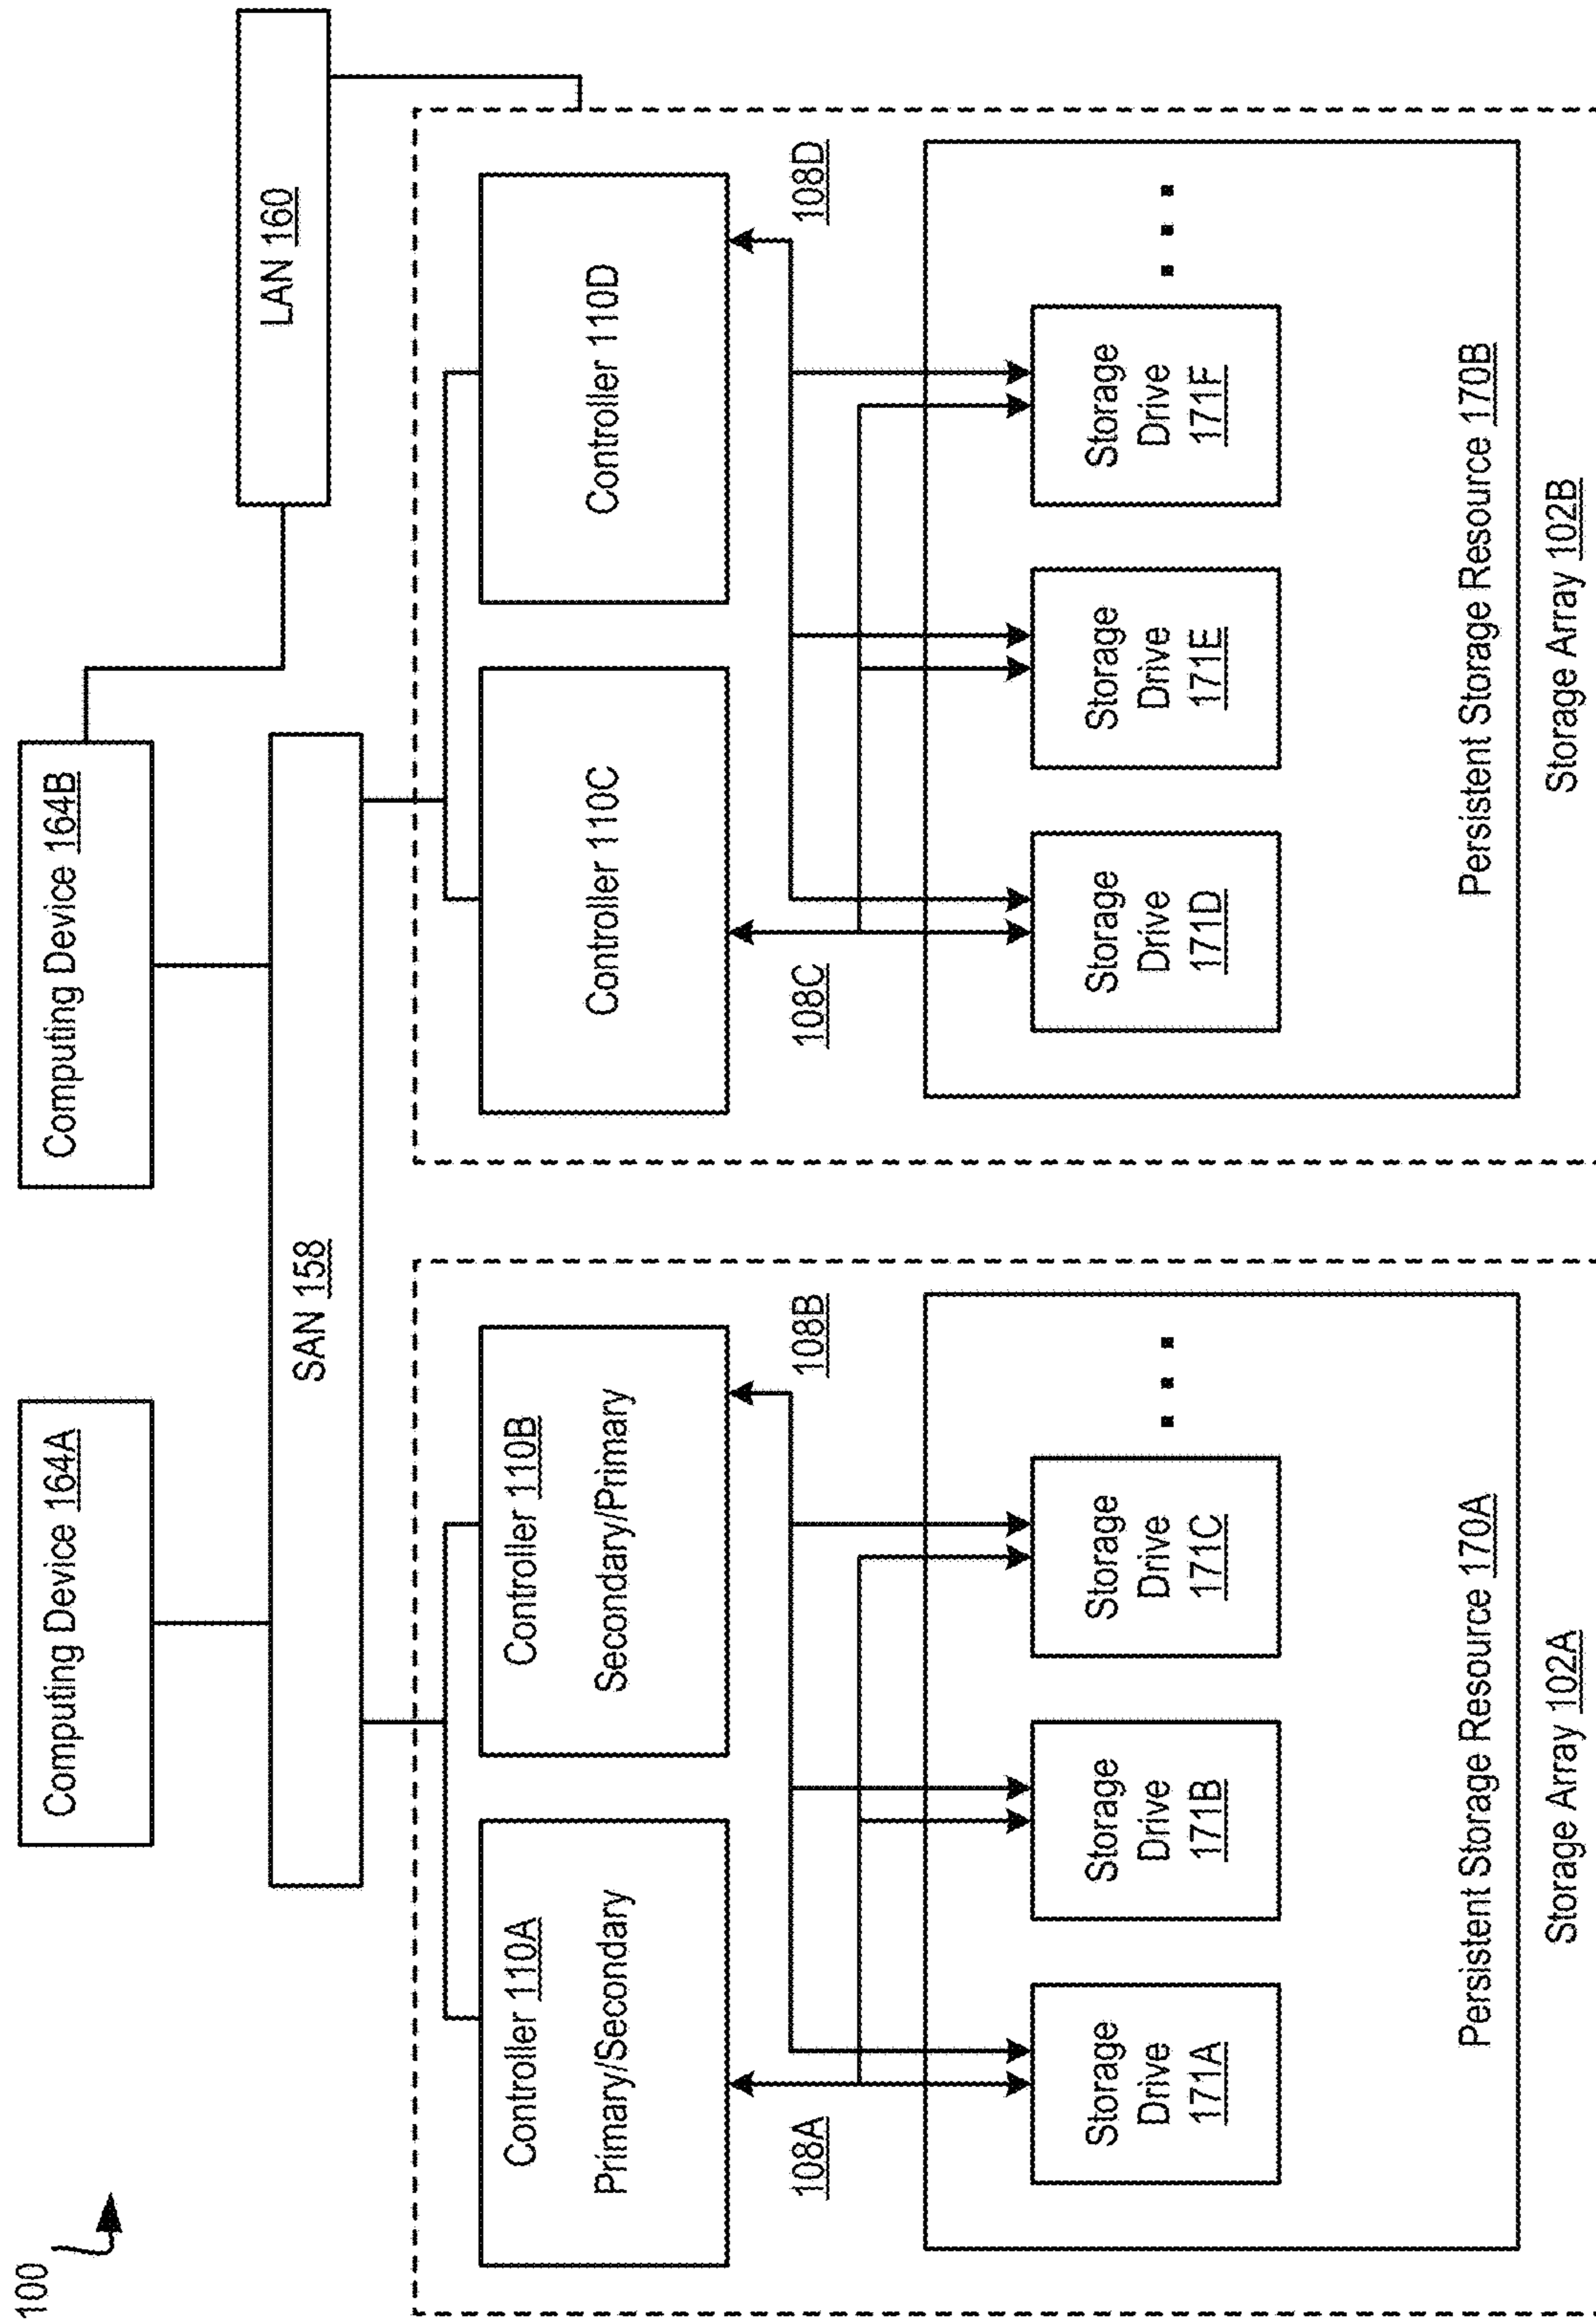 100
Computing Device 164A
Computing Device 164B
SAN 158
LAN 160
Controller 110A
Primary/Secondary
Controller 110B
Secondary/Primary
Controller 110C
Controller 110D
108A
108B
108C
108D
Storage
Drive
171A
Storage
Drive
171B
Storage
Drive
171C
Storage
Drive
171D
Storage
Drive
171E
Storage
Drive
171F
Persistent Storage Resource 170A
Persistent Storage Resource 170B
Storage Array 102A
Storage Array 102B